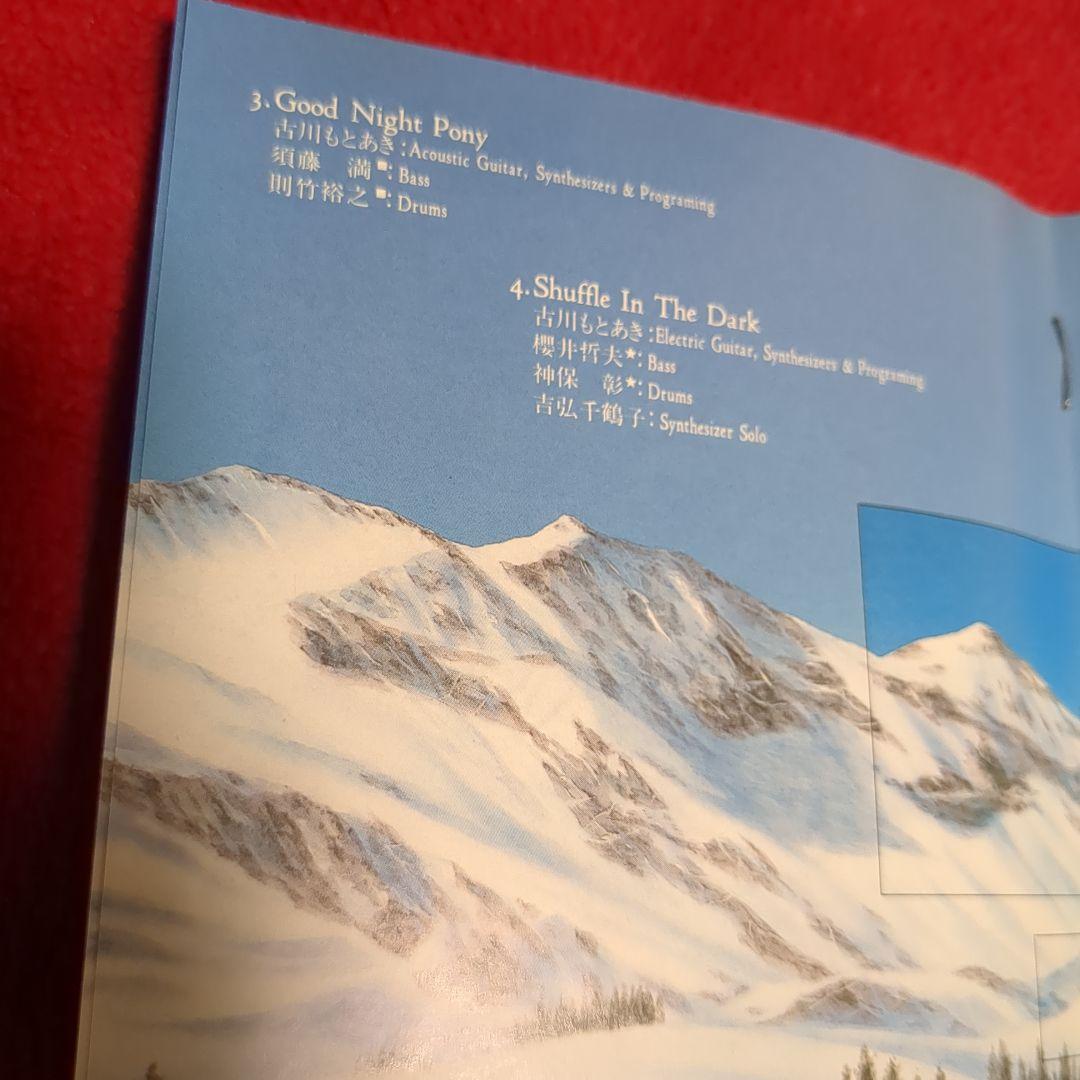 3. Good Night Pony
古川もとあき:Acoustic Guitar, Synthesizers & Programing
須藤 満■:Bass
則竹裕之■:Drums
4. Shuffle In The Dark
古川もとあき:Electric Guitar, Synthesizers & Programing
櫻井哲夫★:Bass
神保 彰★:Drums
吉弘千鶴子:Synthesizer Solo